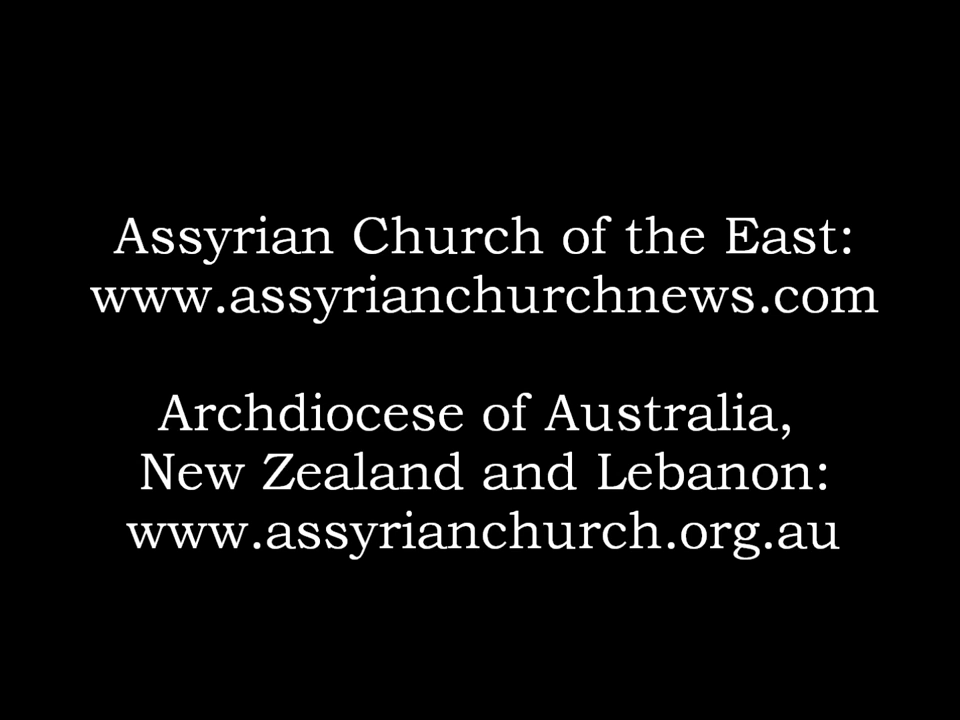 Assyrian Church of the East:
www.assyrianchurchnews.com
Archdiocese of Australia,
New Zealand and Lebanon:
www.assyrianchurch.org.au